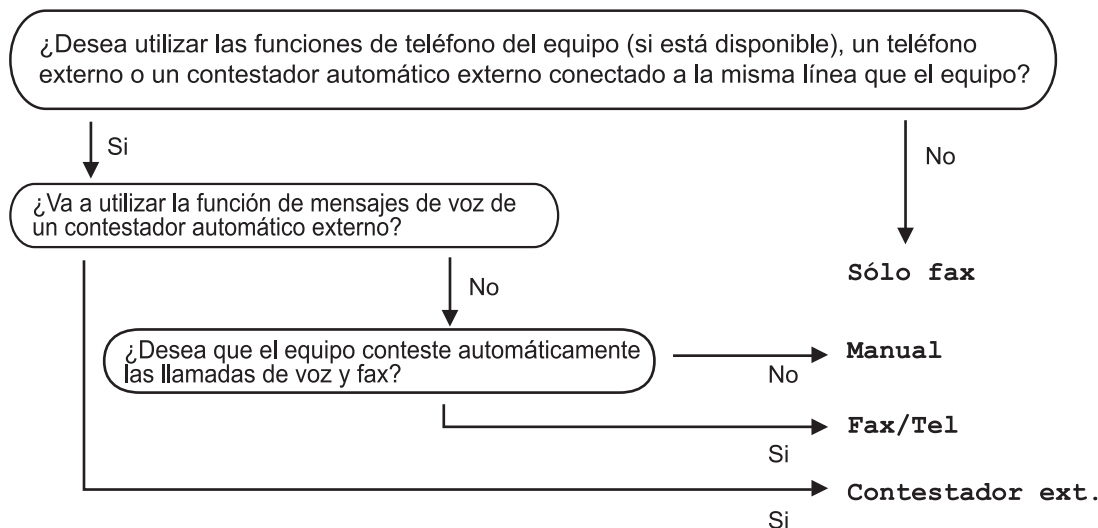 ¿Desea utilizar las funciones de teléfono del equipo (si está disponible), un teléfono
externo o un contestador automático externo conectado a la misma línea que el equipo?
Si
No
¿Va a utilizar la función de mensajes de voz de
un contestador automático externo?
Sólo fax
No
¿Desea que el equipo conteste automáticamente
las llamadas de voz y fax?
Manual
No
Fax/Tel
Si
Contestador ext.
Si